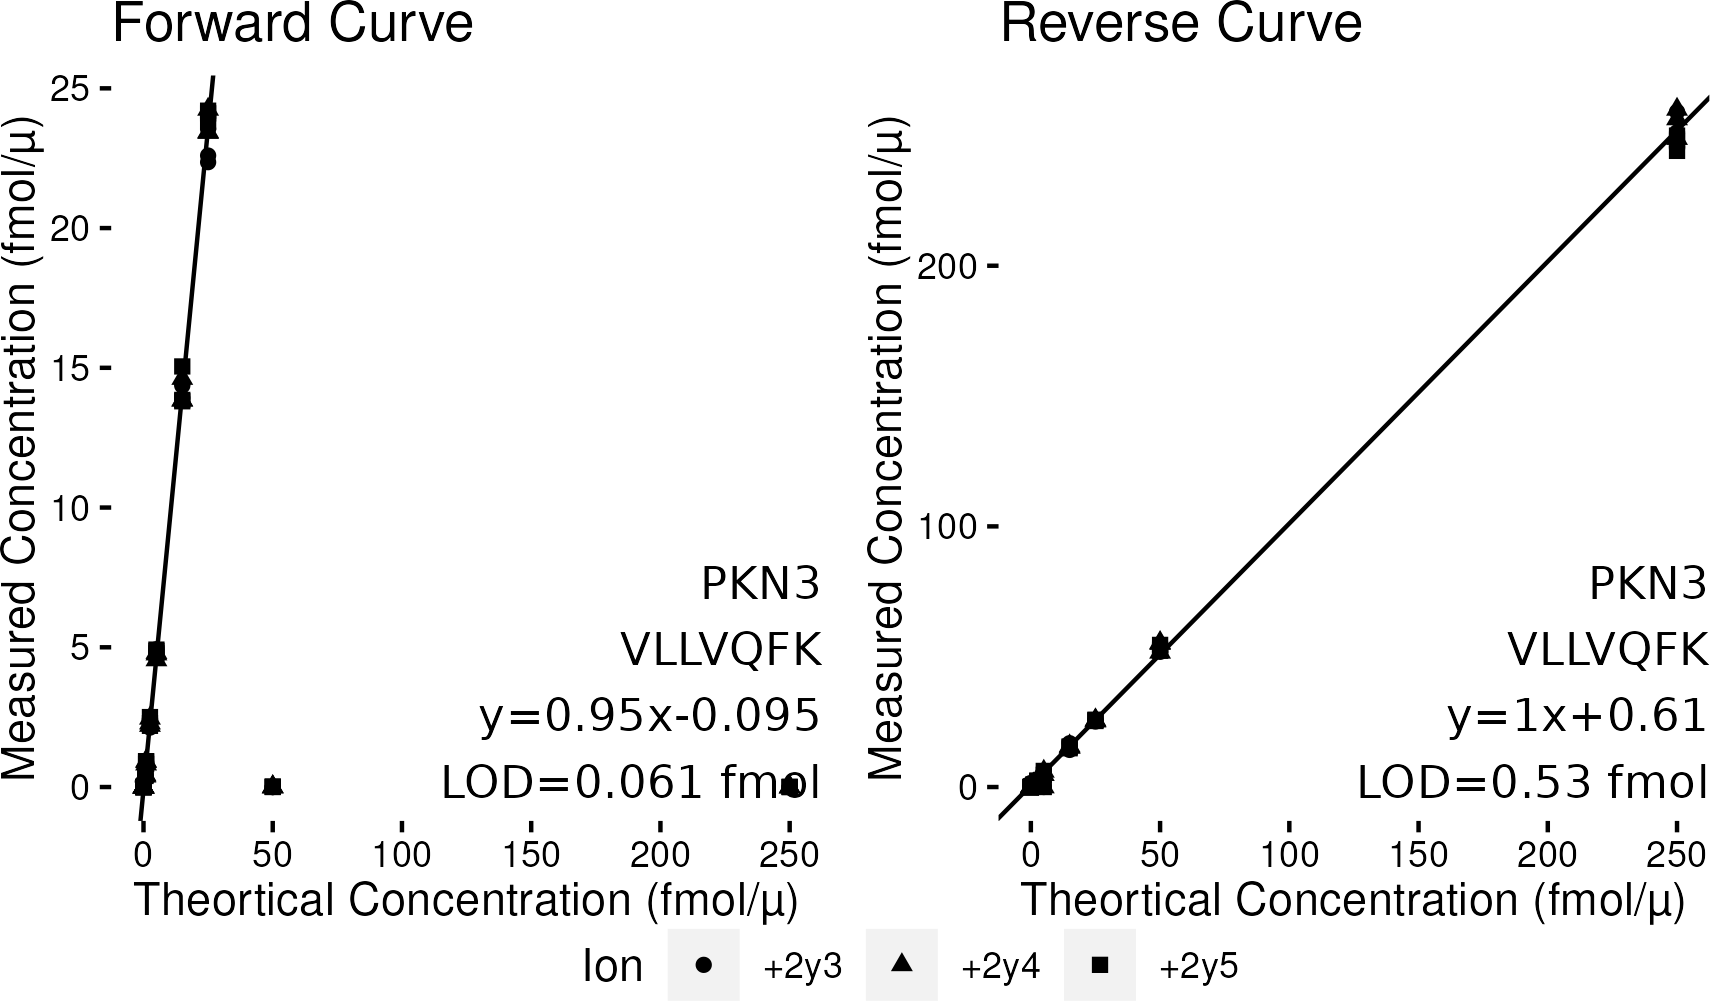 Forward Curve
Measured Concentration (fmol/µ)
25
20
15
10
5
0
PKN3
VLLVQFK
y=0.95x-0.095
LOD=0.061 fmol
0 50 100 150 200 250
Theortical Concentration (fmol/µ)
Reverse Curve
Measured Concentration (fmol/µ)
200
100
0
PKN3
VLLVQFK
y=1x+0.61
LOD=0.53 fmol
0 50 100 150 200 250
Theortical Concentration (fmol/µ)
Ion +2y3 +2y4 +2y5